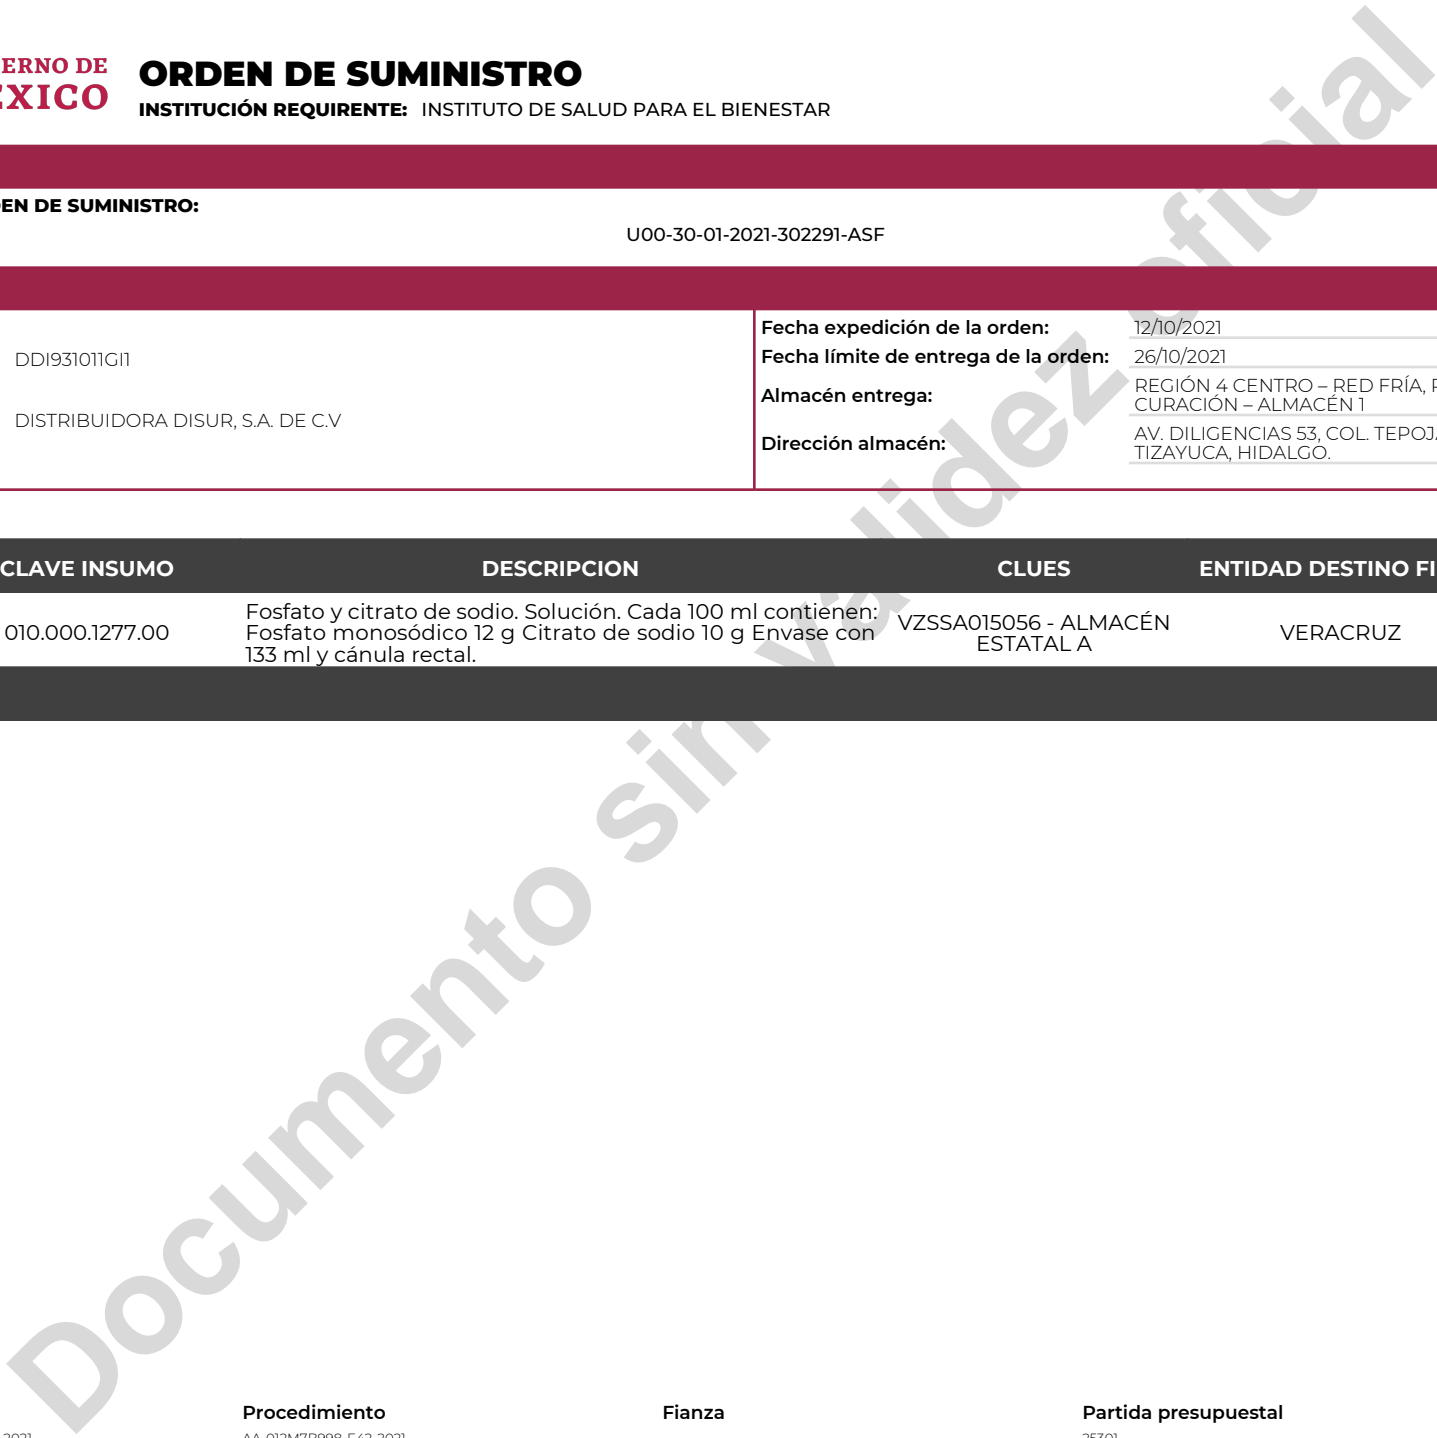 ERNO DE
EXICO
ORDEN DE SUMINISTRO
INSTITUCIÓN REQUIRENTE: INSTITUTO DE SALUD PARA EL BIENESTAR
EN DE SUMINISTRO:
U00-30-01-2021-302291-ASF
DDI931011GI1
DISTRIBUIDORA DISUR, S.A. DE C.V
Fecha expedición de la orden: 12/10/2021
Fecha límite de entrega de la orden: 26/10/2021
Almacén entrega: REGIÓN 4 CENTRO – RED FRÍA,
CURACIÓN – ALMACÉN 1
Dirección almacén: AV. DILIGENCIAS 53, COL. TEPOJA
TIZAYUCA, HIDALGO.
CLAVE INSUMO DESCRIPCION CLUES ENTIDAD DESTINO FI
010.000.1277.00
Fosfato y citrato de sodio. Solución. Cada 100 ml contienen:
Fosfato monosódico 12 g Citrato de sodio 10 g Envase con
133 ml y cánula rectal.
VZSSA015056 - ALMACÉN
ESTATAL A
VERACRUZ
Documento sin validez oficial
Procedimiento Fianza Partida presupuestal